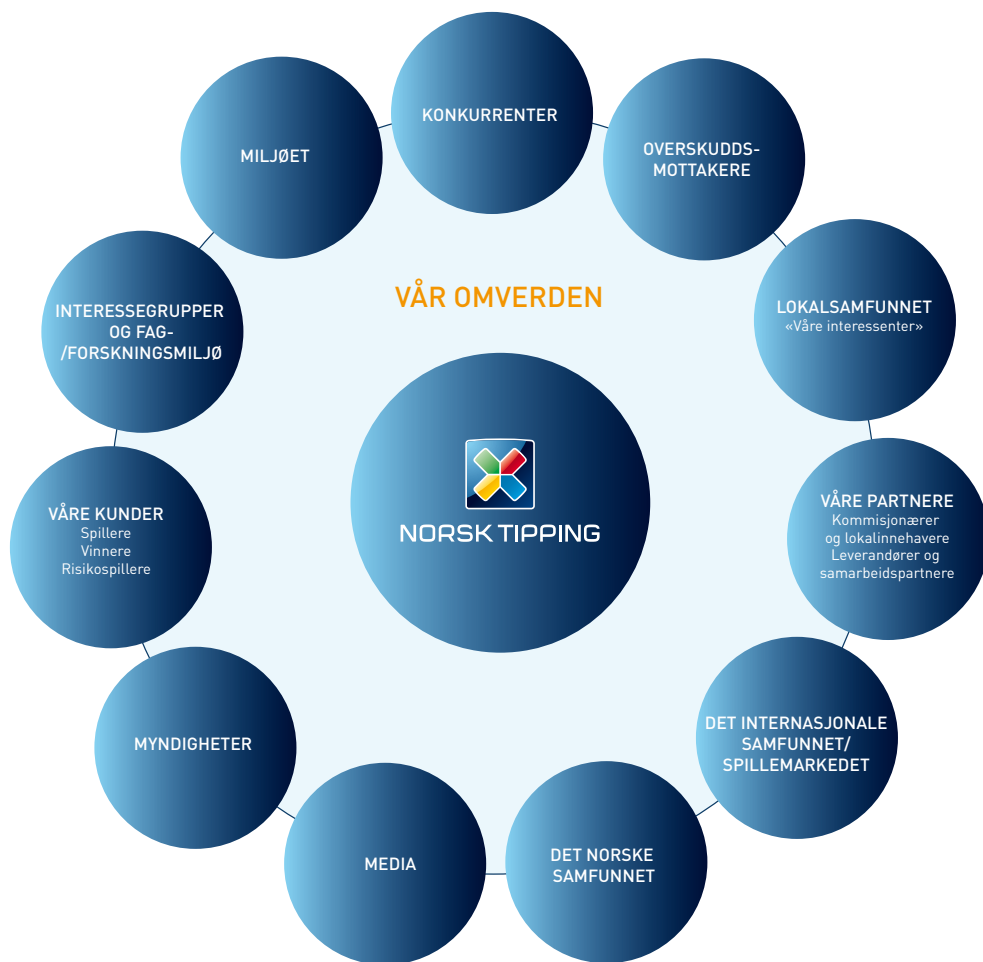 KONKURRENTER
MILJØET
OVERSKUDDS-
MOTTAKERE
VÅR OMVERDEN
INTERESSEGRUPPER
OG FAG-
/FORSKNINGSMILJØ
LOKALSAMFUNNET
«Våre interessenter»
NORSK TIPPING
VÅRE KUNDER
Spillere
Vinnere
Risikospillere
VÅRE PARTNERE
Kommisjonærer
og lokalinnehavere
Leverandører og
samarbeidspartnere
MYNDIGHETER
DET INTERNASJONALE
SAMFUNNET/
SPILLEMARKEDET
MEDIA
DET NORSKE
SAMFUNNET